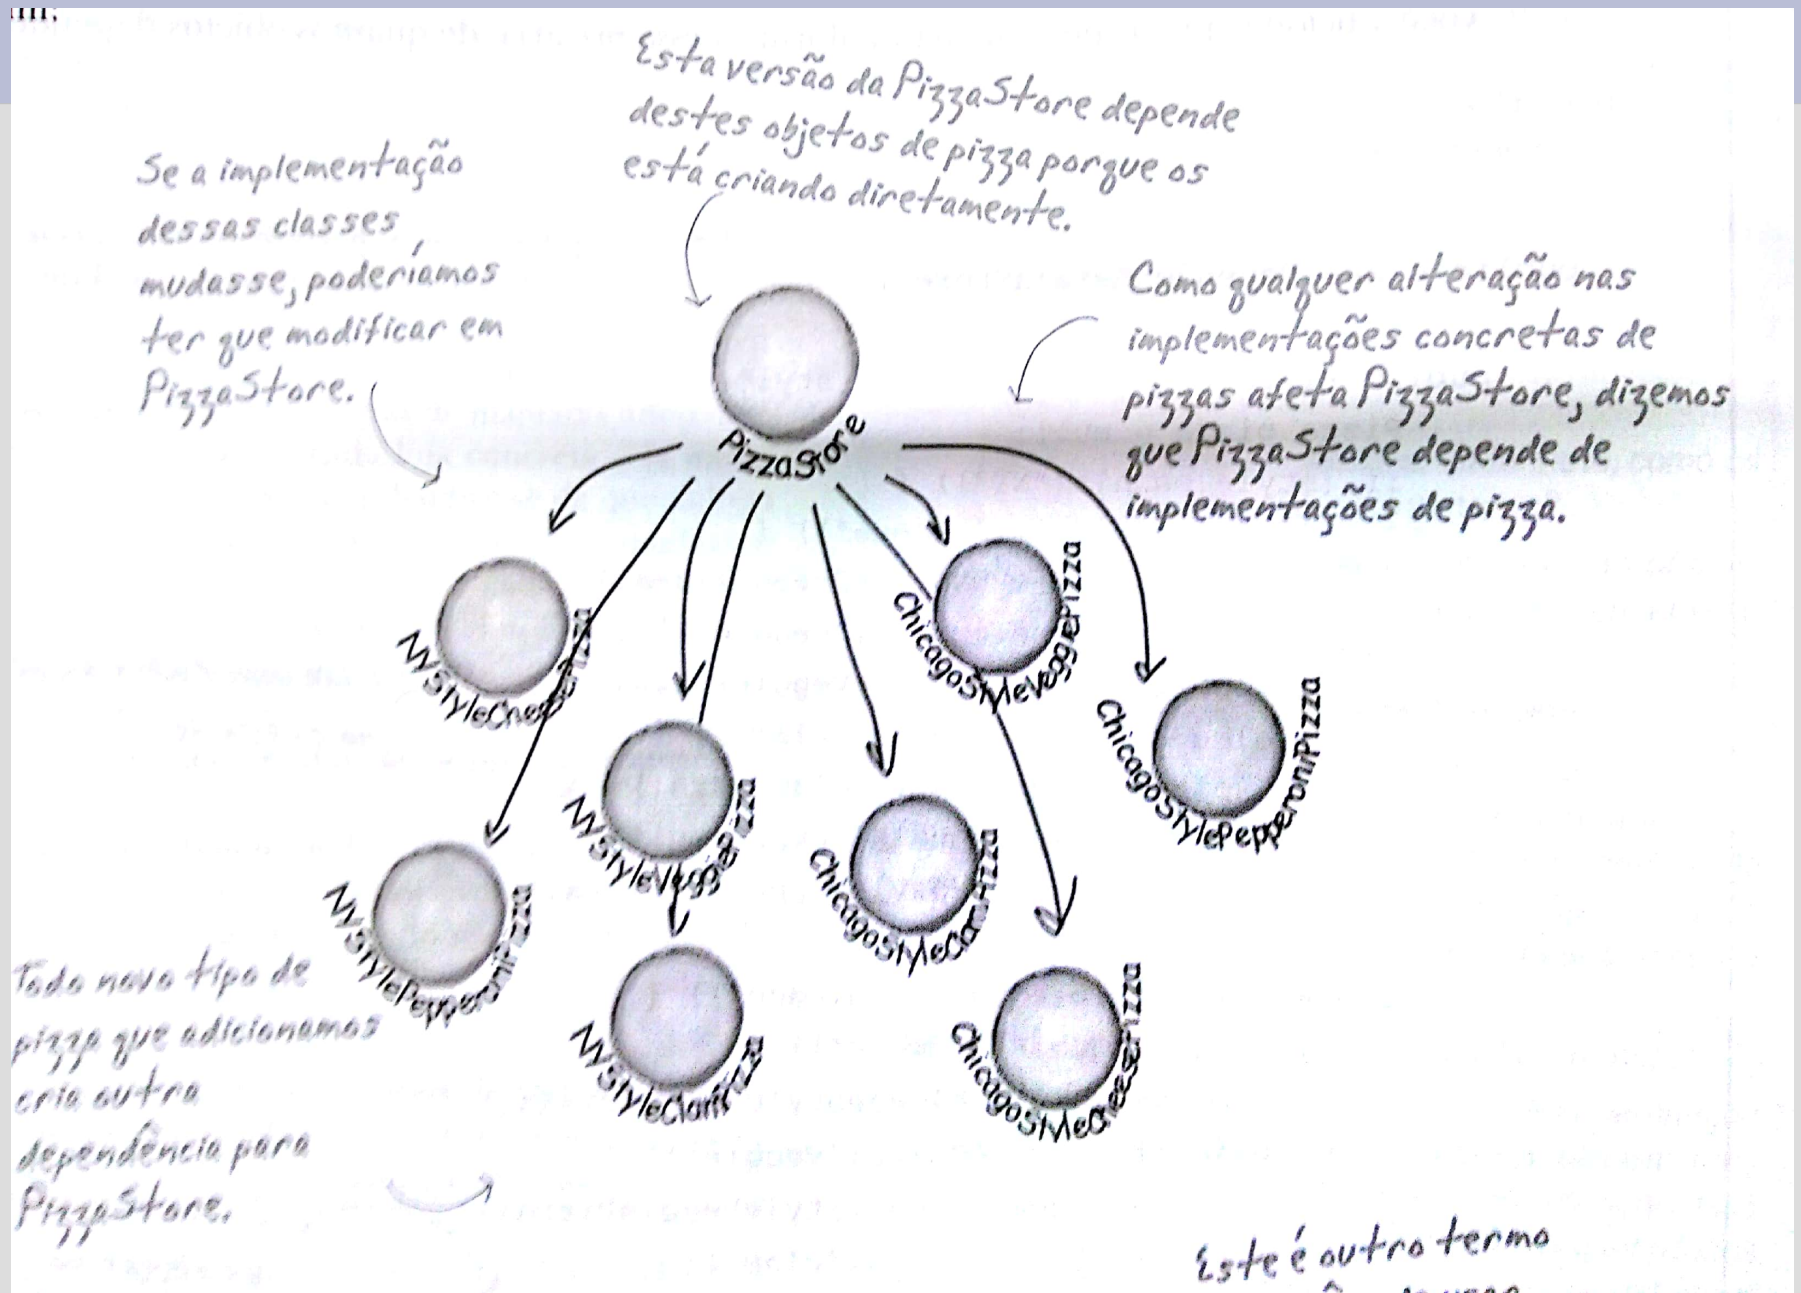 Esta versão da PizzaStore depende
destes objetos de pizza porque os
está criando diretamente.
Se a implementação
dessas classes
mudasse, poderíamos
ter que modificar em
PizzaStore.
Como qualquer alteração nas
implementações concretas de
pizzas afeta PizzaStore, dizemos
que PizzaStore depende de
implementações de pizza.
PizzaStore
NYStyleCheesePizza
ChicagoStyleVeggiePizza
ChicagoStylePepperoniPizza
NYStyleVeggiePizza
ChicagoStyleClamPizza
NYStylePepperoniPizza
NYStyleClamPizza
ChicagoStyleCheesePizza
Todo novo tipo de
pizza que adicionamos
cria outra
dependência para
PizzaStore.
Este é outro termo